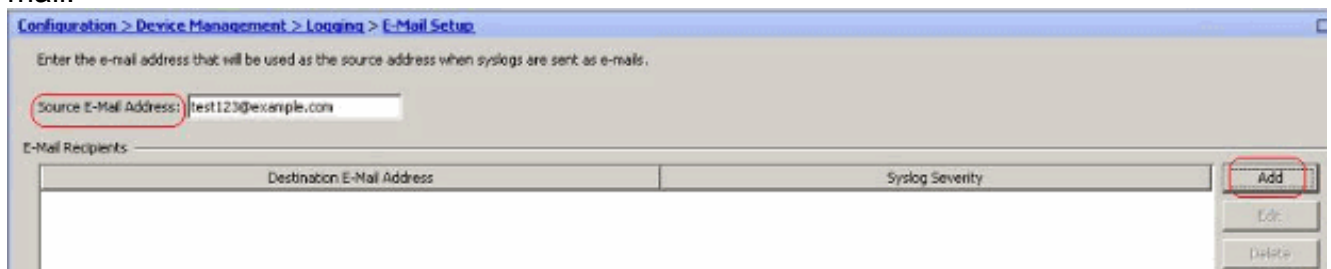 mail.
Configuration > Device Management > Logging > E-Mail Setup
Enter the e-mail address that will be used as the source address when syslogs are sent as e-mails.
Source E-Mail Address: test123@example.com
E-Mail Recipients
Destination E-Mail Address Syslog Severity Add
Edit
Delete